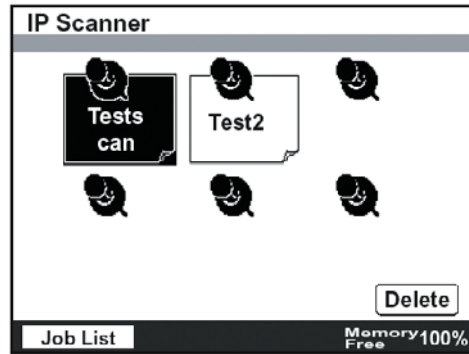 IP Scanner
Tests
can
Test2
Delete
Job List
Memory
Free 100%